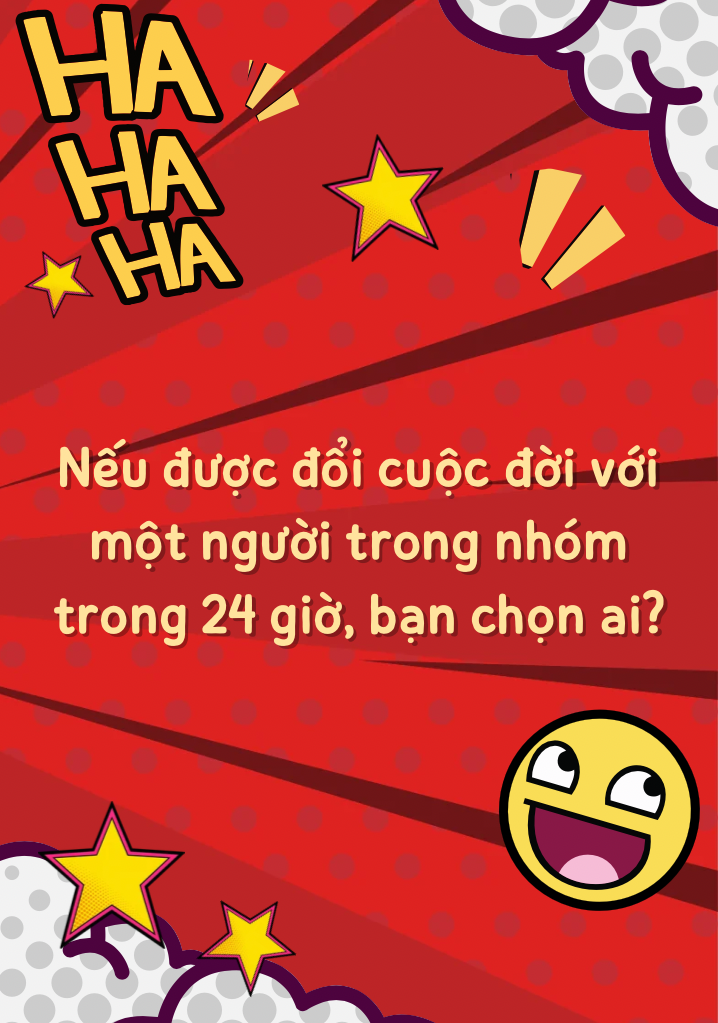 HA
HA
HA
Nếu được đổi cuộc đời với
một người trong nhóm
trong 24 giờ, bạn chọn ai?